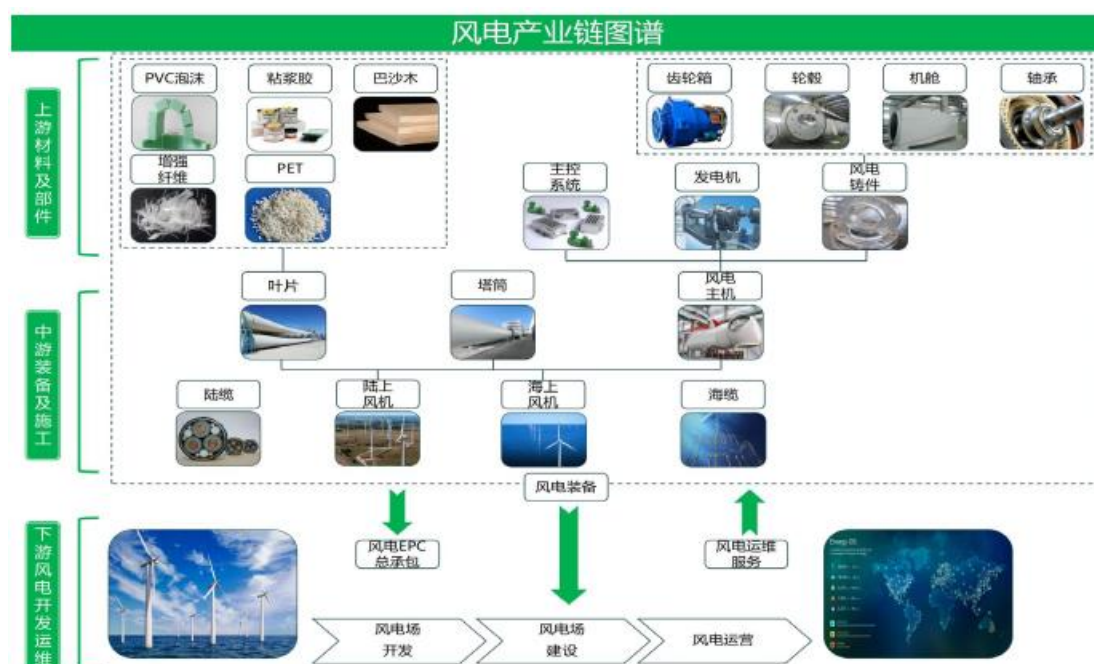 风电产业链图谱
上游材料及部件
PVC泡沫
粘浆胶
巴沙木
齿轮箱
轮毂
机舱
轴承
增强
纤维
PET
主控
系统
发电机
风电
铸件
中游装备及施工
叶片
塔筒
风电
主机
陆缆
陆上
风机
海上
风机
海缆
风电装备
下游风电开发运维
风电EPC
总承包
风电运维
服务
风电场
开发
风电场
建设
风电运营